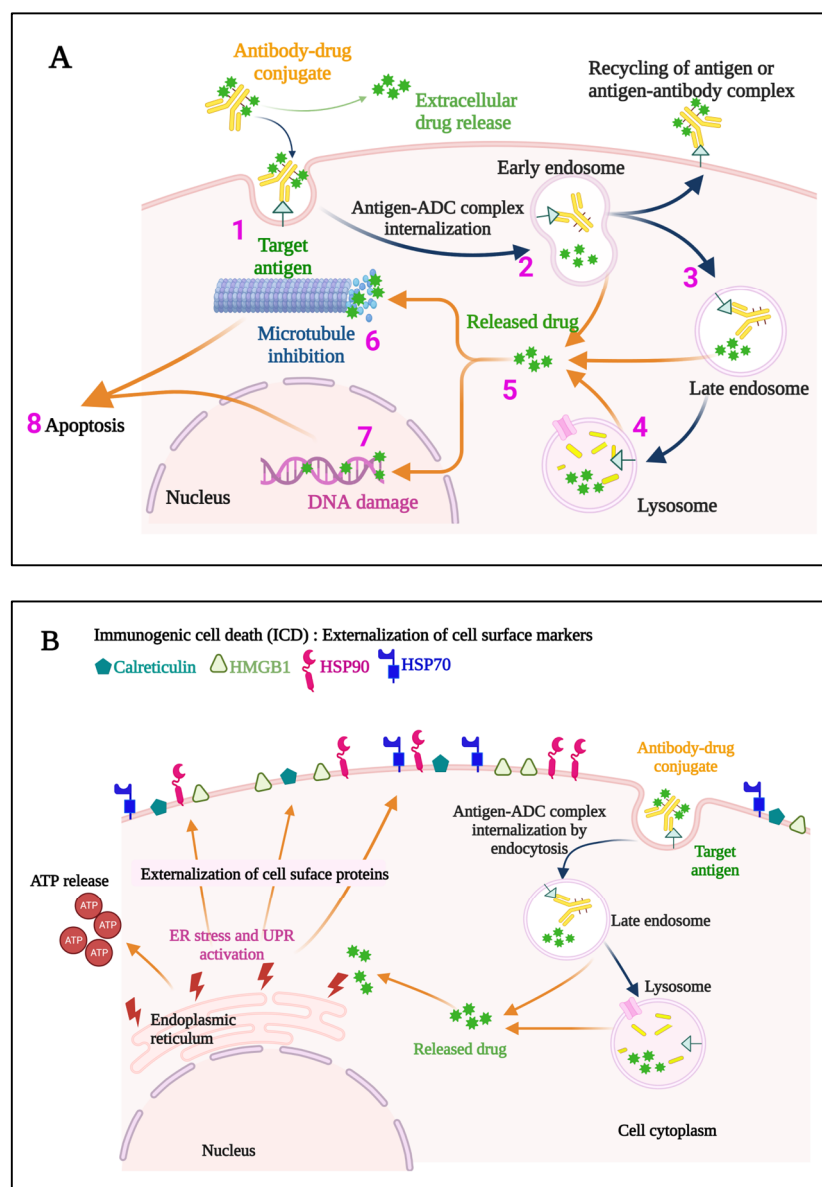 A
Antibody-drug
conjugate
Extracellular
drug release
Recycling of antigen or
antigen-antibody complex
Early endosome
Antigen-ADC complex
internalization
1
Target
antigen
2
3
Microtubule
inhibition
6
Released drug
5
Late endosome
4
8 Apoptosis
7
Nucleus
DNA damage
Lysosome
B
Immunogenic cell death (ICD) : Externalization of cell surface markers
Calreticulin HMGB1 HSP90 HSP70
Antibody-drug
conjugate
Antigen-ADC complex
internalization by
endocytosis
Target
antigen
Externalization of cell suface proteins
ATP release
ATP
ATP
ATP
ATP
ATP
ER stress and UPR
activation
Late endosome
Lysosome
Endoplasmic
reticulum
Released drug
Nucleus
Cell cytoplasm